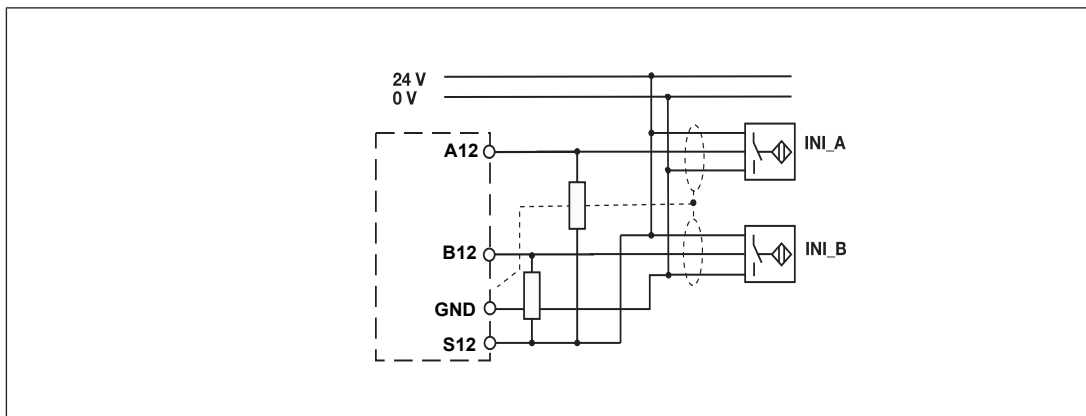 24 V
0 V
A12
INI_A
B12
INI_B
GND
S12